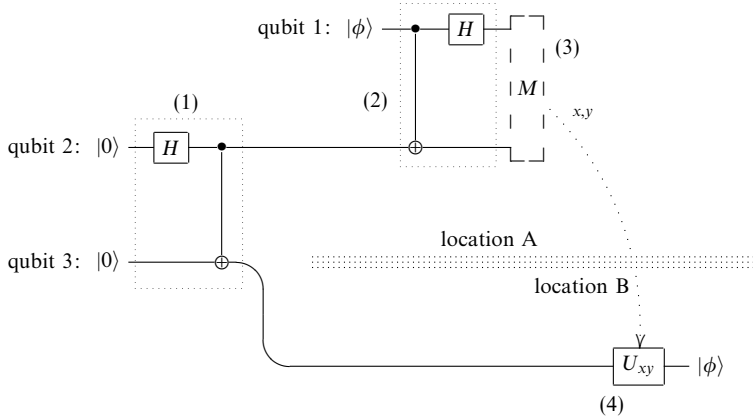 qubit 1: |ϕ⟩ H (3)
(2) M
(1) x,y
qubit 2: |0⟩ H
location A
qubit 3: |0⟩
location B
U_xy |ϕ⟩
(4)